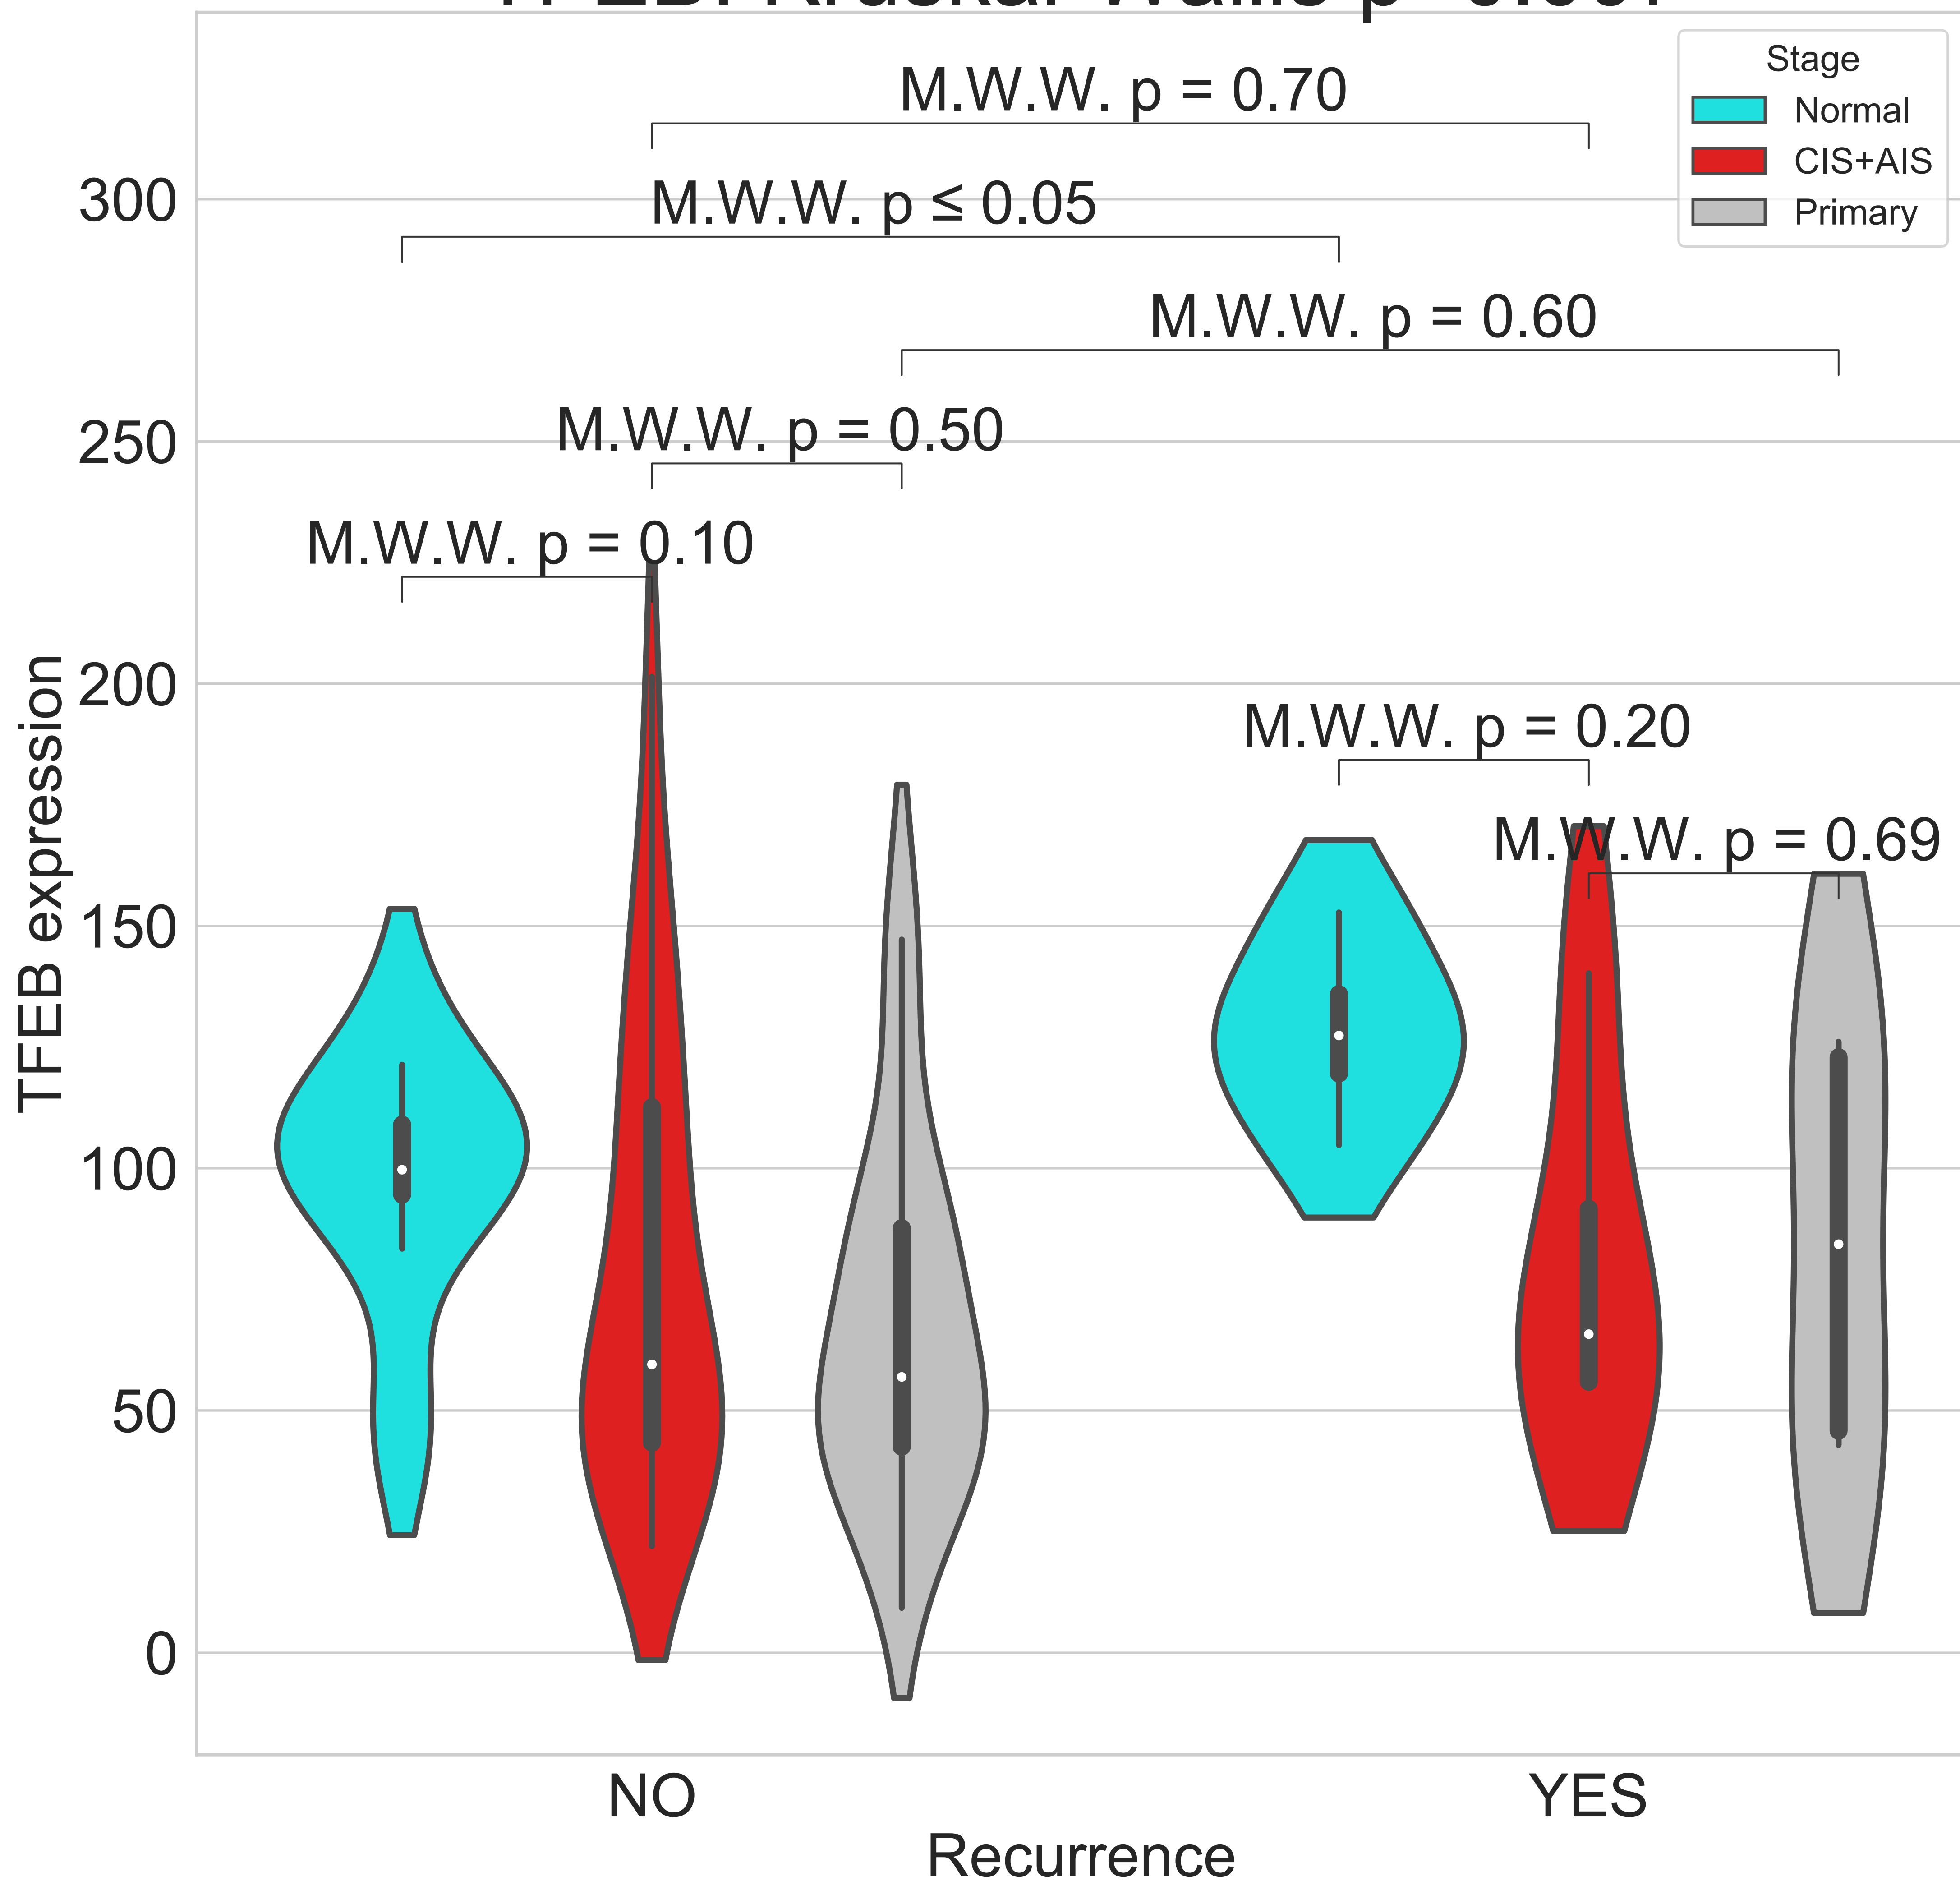 Stage
Normal
CIS+AIS
Primary
M.W.W. p = 0.70
M.W.W. p ≤ 0.05
M.W.W. p = 0.60
M.W.W. p = 0.50
M.W.W. p = 0.10
M.W.W. p = 0.20
M.W.W. p = 0.69
TFEB expression
300
250
200
150
100
50
0
NO
YES
Recurrence